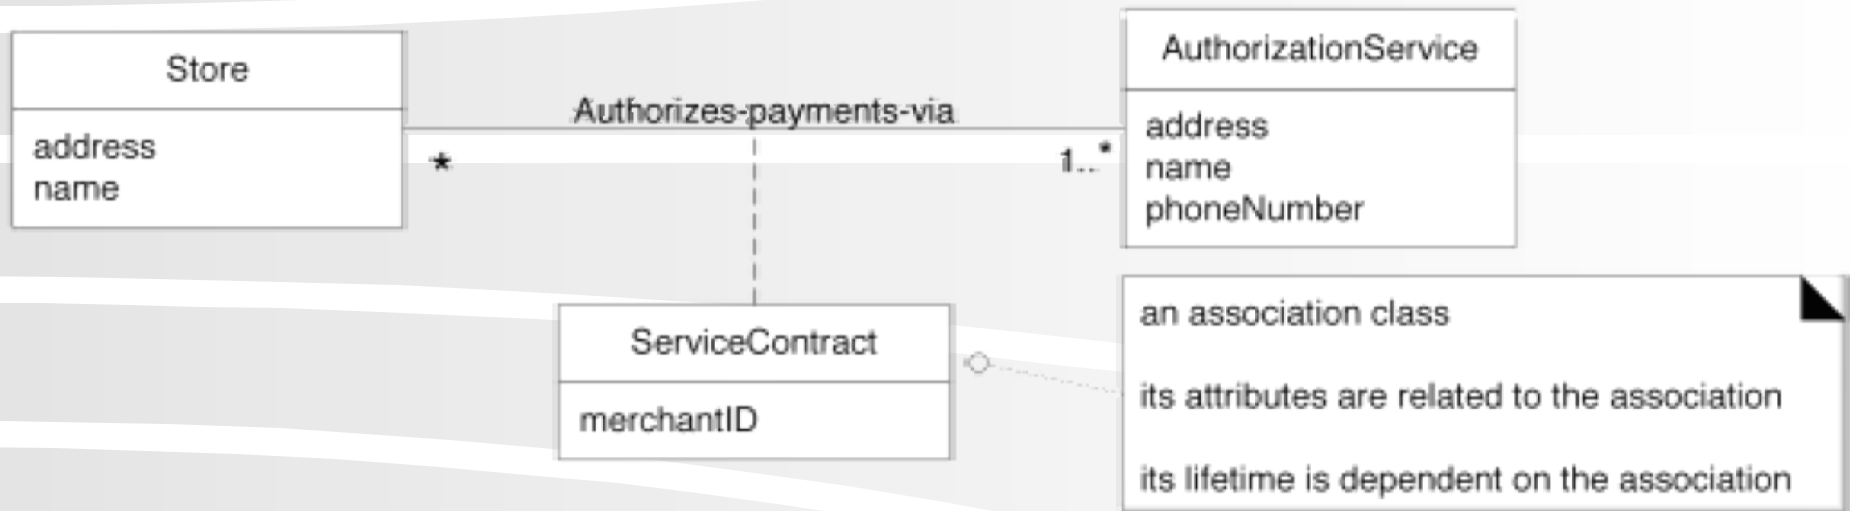 Store
address
name
Authorizes-payments-via
*
1..*
AuthorizationService
address
name
phoneNumber
ServiceContract
merchantID
an association class
its attributes are related to the association
its lifetime is dependent on the association